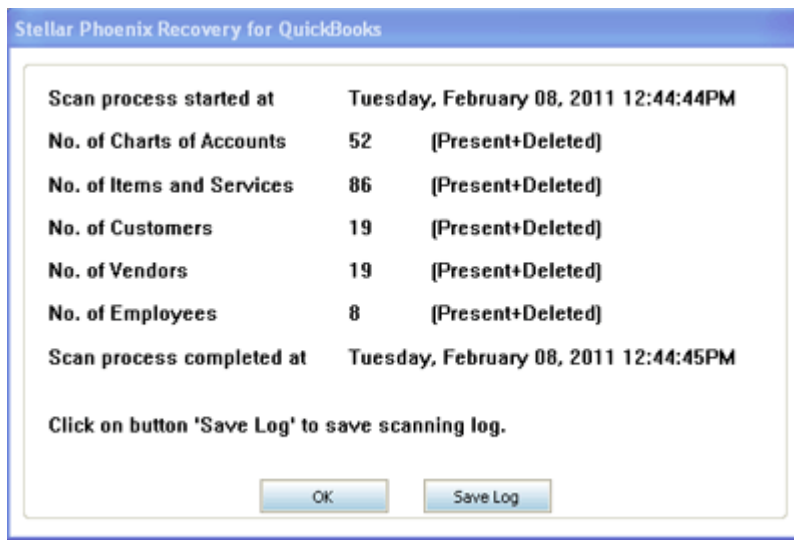 Stellar Phoenix Recovery for QuickBooks
Scan process started at Tuesday, February 08, 2011 12:44:44PM
No. of Charts of Accounts 52 (Present+Deleted)
No. of Items and Services 86 (Present+Deleted)
No. of Customers 19 (Present+Deleted)
No. of Vendors 19 (Present+Deleted)
No. of Employees 8 (Present+Deleted)
Scan process completed at Tuesday, February 08, 2011 12:44:45PM
Click on button 'Save Log' to save scanning log.
OK Save Log